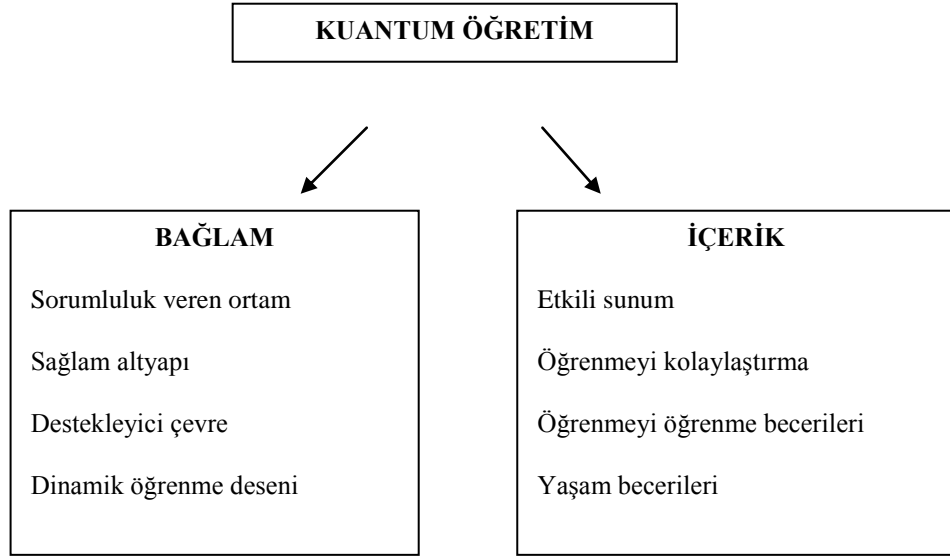 KUANTUM ÖĞRETİM
BAĞLAM
Sorumluluk veren ortam
Sağlam altyapı
Destekleyici çevre
Dinamik öğrenme deseni
İÇERİK
Etkili sunum
Öğrenmeyi kolaylaştırma
Öğrenmeyi öğrenme becerileri
Yaşam becerileri